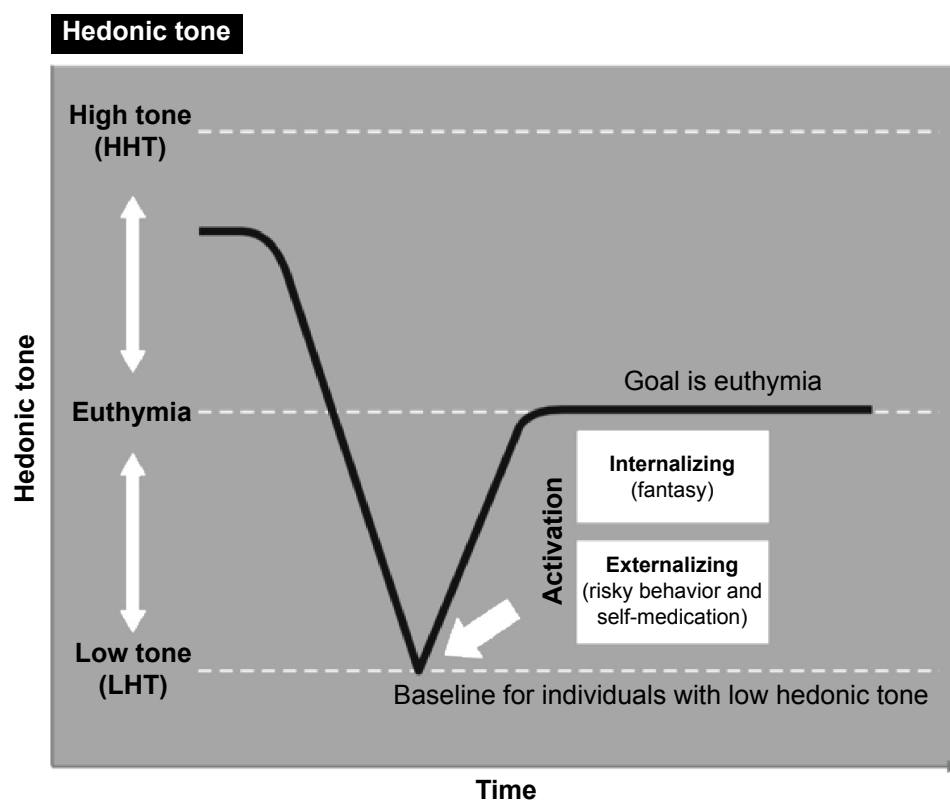 Hedonic tone
High tone
(HHT)
Hedonic tone
Euthymia
Goal is euthymia
Activation
Internalizing
(fantasy)
Externalizing
(risky behavior and
self-medication)
Low tone
(LHT)
Baseline for individuals with low hedonic tone
Time